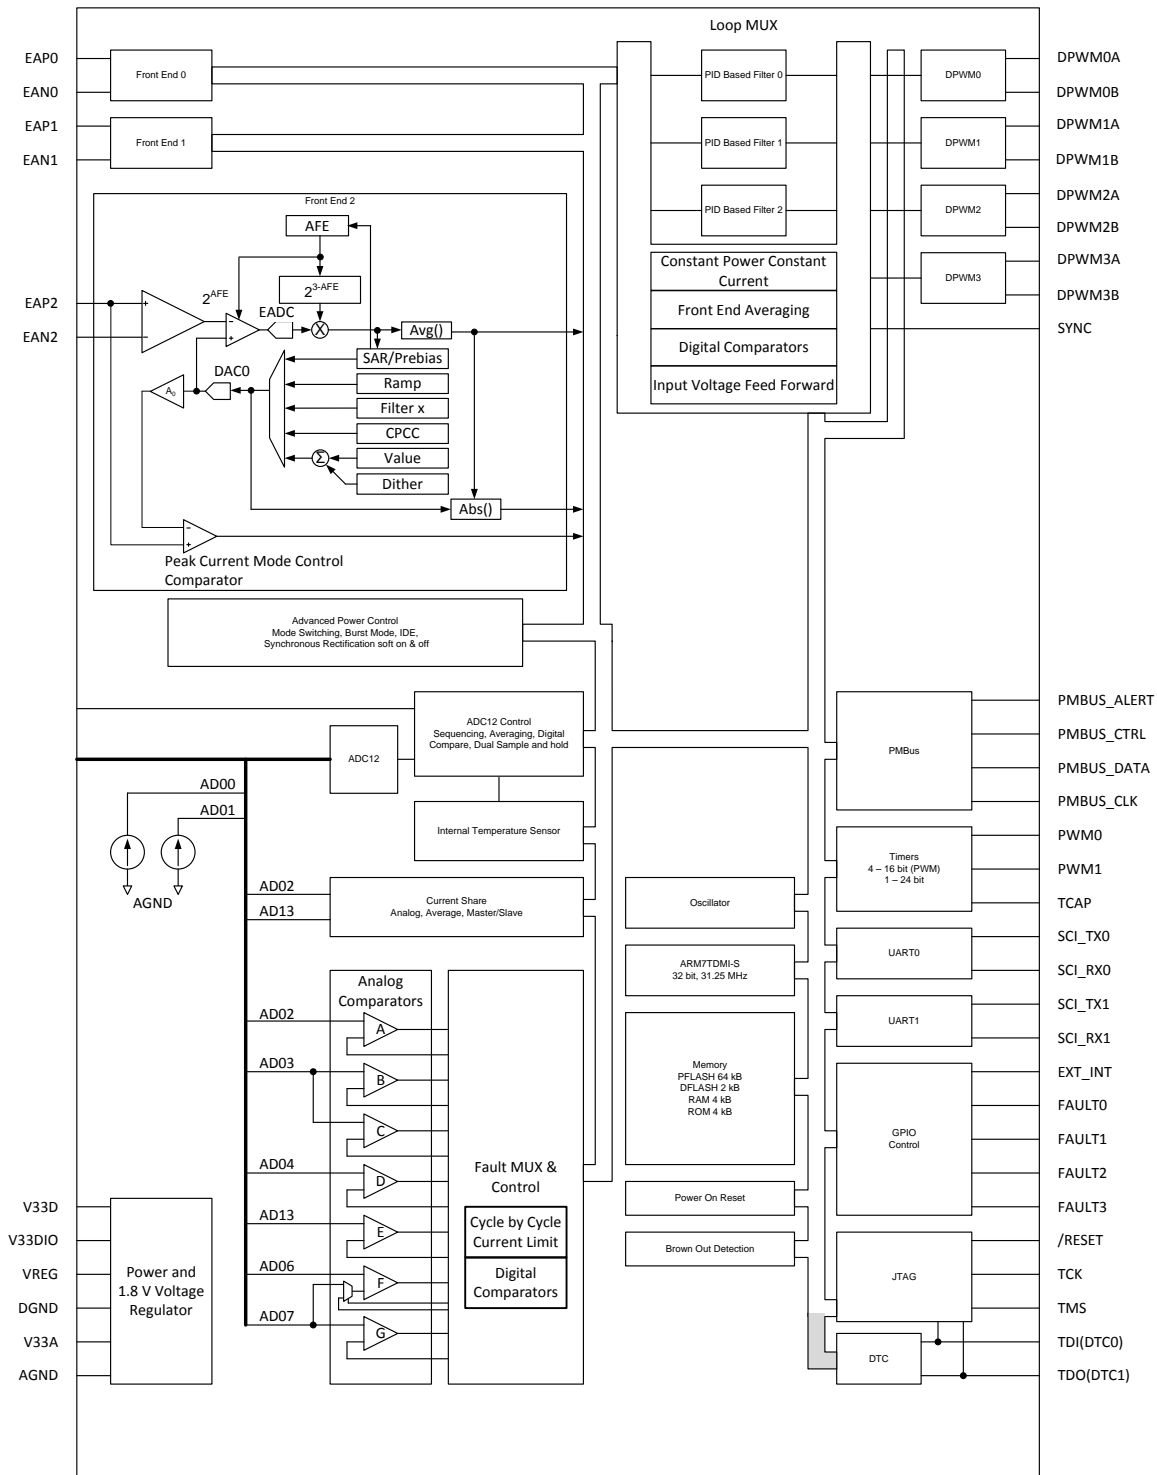 Loop MUX
EAP0
EAN0
EAP1
EAN1
Front End 0
Front End 1
PID Based Filter 0
PID Based Filter 1
PID Based Filter 2
DPWM0
DPWM1
DPWM2
DPWM3
DPWM0A
DPWM0B
DPWM1A
DPWM1B
DPWM2A
DPWM2B
DPWM3A
DPWM3B
SYNC
Constant Power Constant
Current
Front End Averaging
Digital Comparators
Input Voltage Feed Forward
Front End 2
AFE
2^AFE
2^3-AFE
EAP2
EAN2
+
−
−
+
EADC
X
Avg()
DAC0
A0
SAR/Prebias
Ramp
Filter x
CPCC
Σ
Value
Dither
Abs()
−
+
Peak Current Mode Control
Comparator
Advanced Power Control
Mode Switching, Burst Mode, IDE,
Synchronous Rectification soft on & off
ADC12 Control
Sequencing, Averaging, Digital
Compare, Dual Sample and hold
ADC12
AD00
AD01
AGND
Internal Temperature Sensor
AD02
AD13
Current Share
Analog, Average, Master/Slave
Analog
Comparators
AD02
A
AD03
B
C
AD04
D
AD13
E
AD06
F
AD07
G
Fault MUX &
Control
Cycle by Cycle
Current Limit
Digital
Comparators
V33D
V33DIO
VREG
DGND
V33A
AGND
Power and
1.8 V Voltage
Regulator
Oscillator
ARM7TDMI-S
32 bit, 31.25 MHz
Memory
PFLASH 64 kB
DFLASH 2 kB
RAM 4 kB
ROM 4 kB
Power On Reset
Brown Out Detection
PMBus
Timers
4 – 16 bit (PWM)
1 – 24 bit
UART0
UART1
GPIO
Control
JTAG
DTC
PMBUS_ALERT
PMBUS_CTRL
PMBUS_DATA
PMBUS_CLK
PWM0
PWM1
TCAP
SCI_TX0
SCI_RX0
SCI_TX1
SCI_RX1
EXT_INT
FAULT0
FAULT1
FAULT2
FAULT3
/RESET
TCK
TMS
TDI(DTC0)
TDO(DTC1)